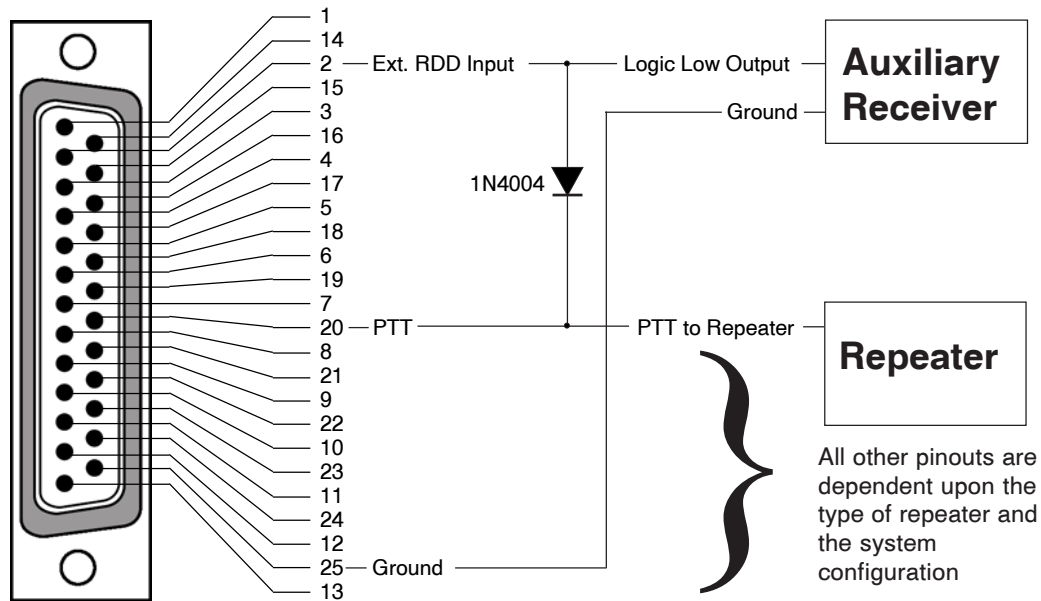 1
14
2 Ext. RDD Input Logic Low Output
15
3
16
4
17
5
18
6
19
7
20 PTT PTT to Repeater
8
21
9
22
10
23
11
24
12
25 Ground
13
Auxiliary
Receiver
Ground
1N4004
Repeater
All other pinouts are
dependent upon the
type of repeater and
the system
configuration